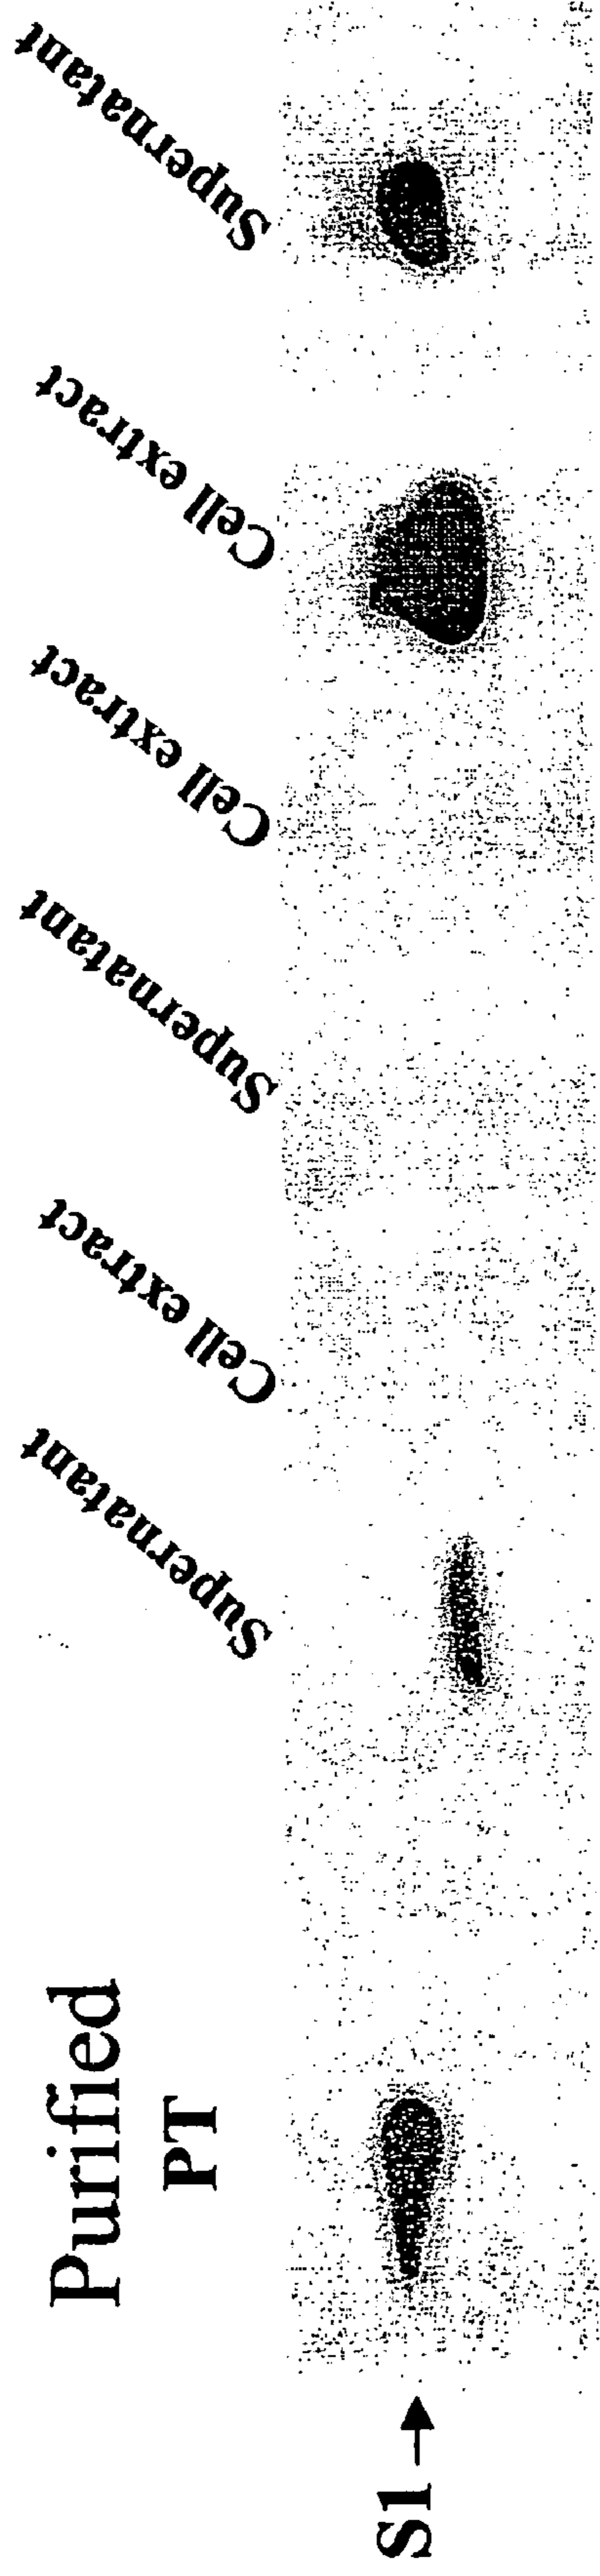 Purified
PT
Supernatant
Cell extract
Supernatant
Cell extract
Cell extract
Supernatant
S1